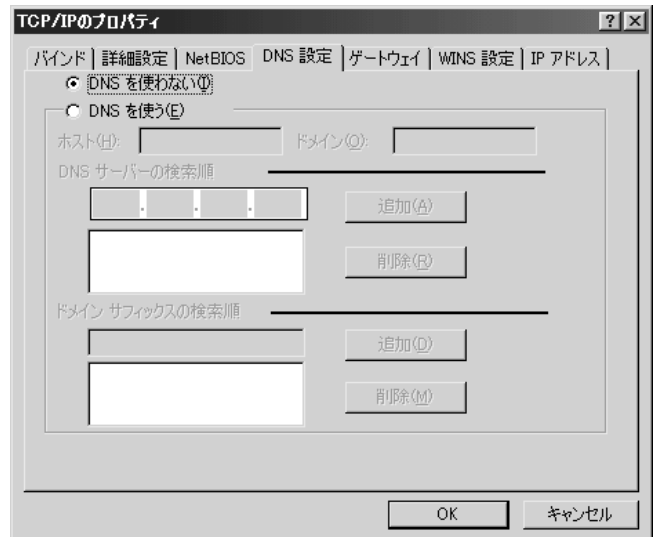 TCP/IPのプロパティ
バインド 詳細設定 NetBIOS DNS 設定 ゲートウェイ WINS 設定 IP アドレス
DNS を使わない(I)
DNS を使う(E)
ホスト(H): ドメイン(O):
DNS サーバーの検索順
追加(A)
削除(R)
ドメイン サフィックスの検索順
追加(D)
削除(M)
OK キャンセル